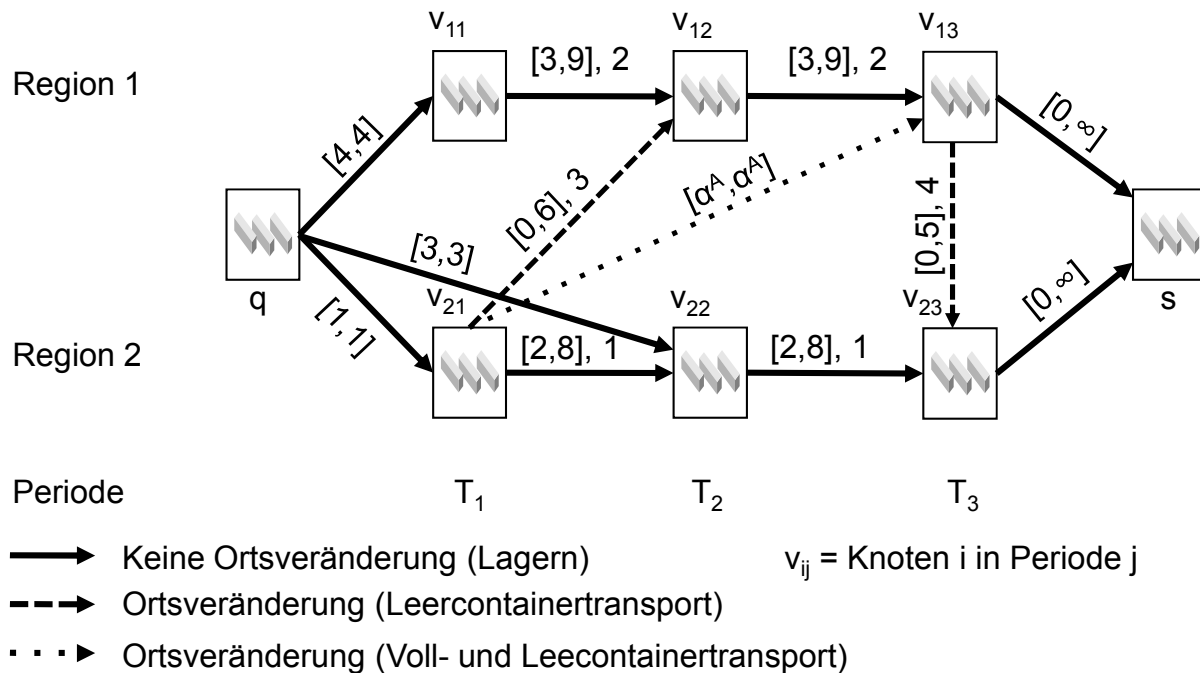 v₁₁ v₁₂ v₁₃
Region 1
[3,9], 2
[3,9], 2
[4,4]
[0,∞]
[0,6], 3
[αᴬ,αᴬ]
[0,5], 4
q
[3,3]
[1,1]
[0,∞]
s
v₂₁ v₂₂ v₂₃
Region 2
[2,8], 1
[2,8], 1
Periode T₁ T₂ T₃
Keine Ortsveränderung (Lagern)
vᵢⱼ = Knoten i in Periode j
Ortsveränderung (Leercontainertransport)
Ortsveränderung (Voll- und Leecontainertransport)